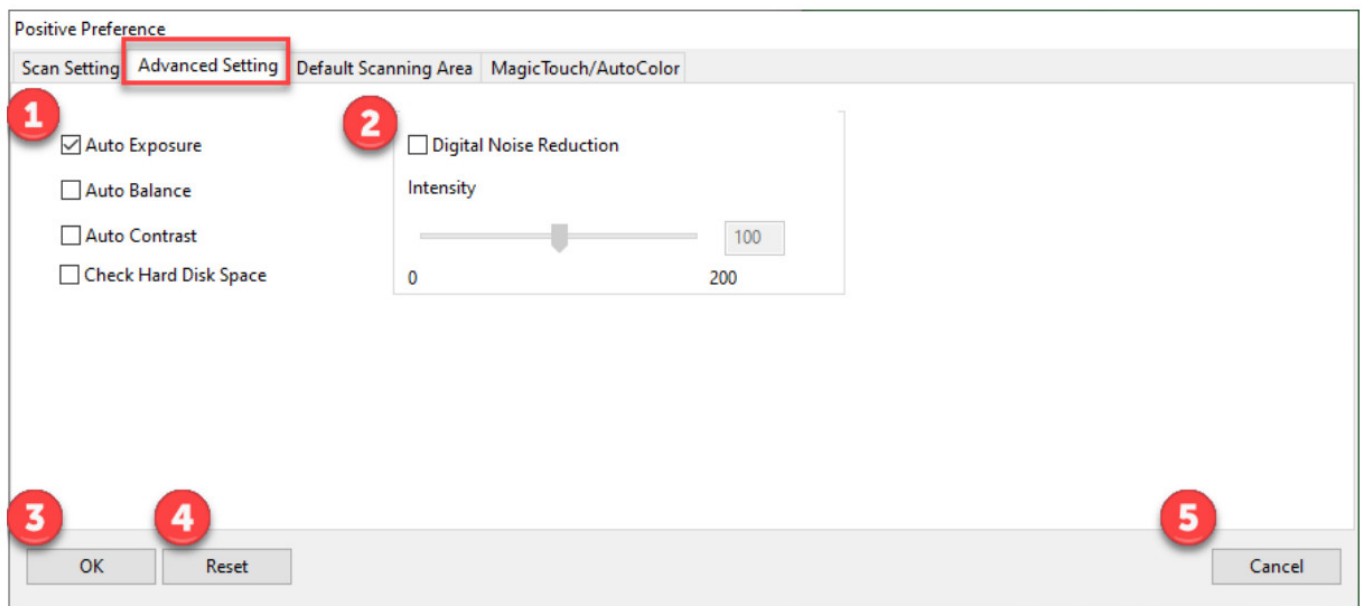 Positive Preference
Scan Setting Advanced Setting Default Scanning Area MagicTouch/AutoColor
1
2
Auto Exposure
Digital Noise Reduction
Auto Balance
Intensity
Auto Contrast
100
Check Hard Disk Space
0 200
3
4
5
OK Reset Cancel